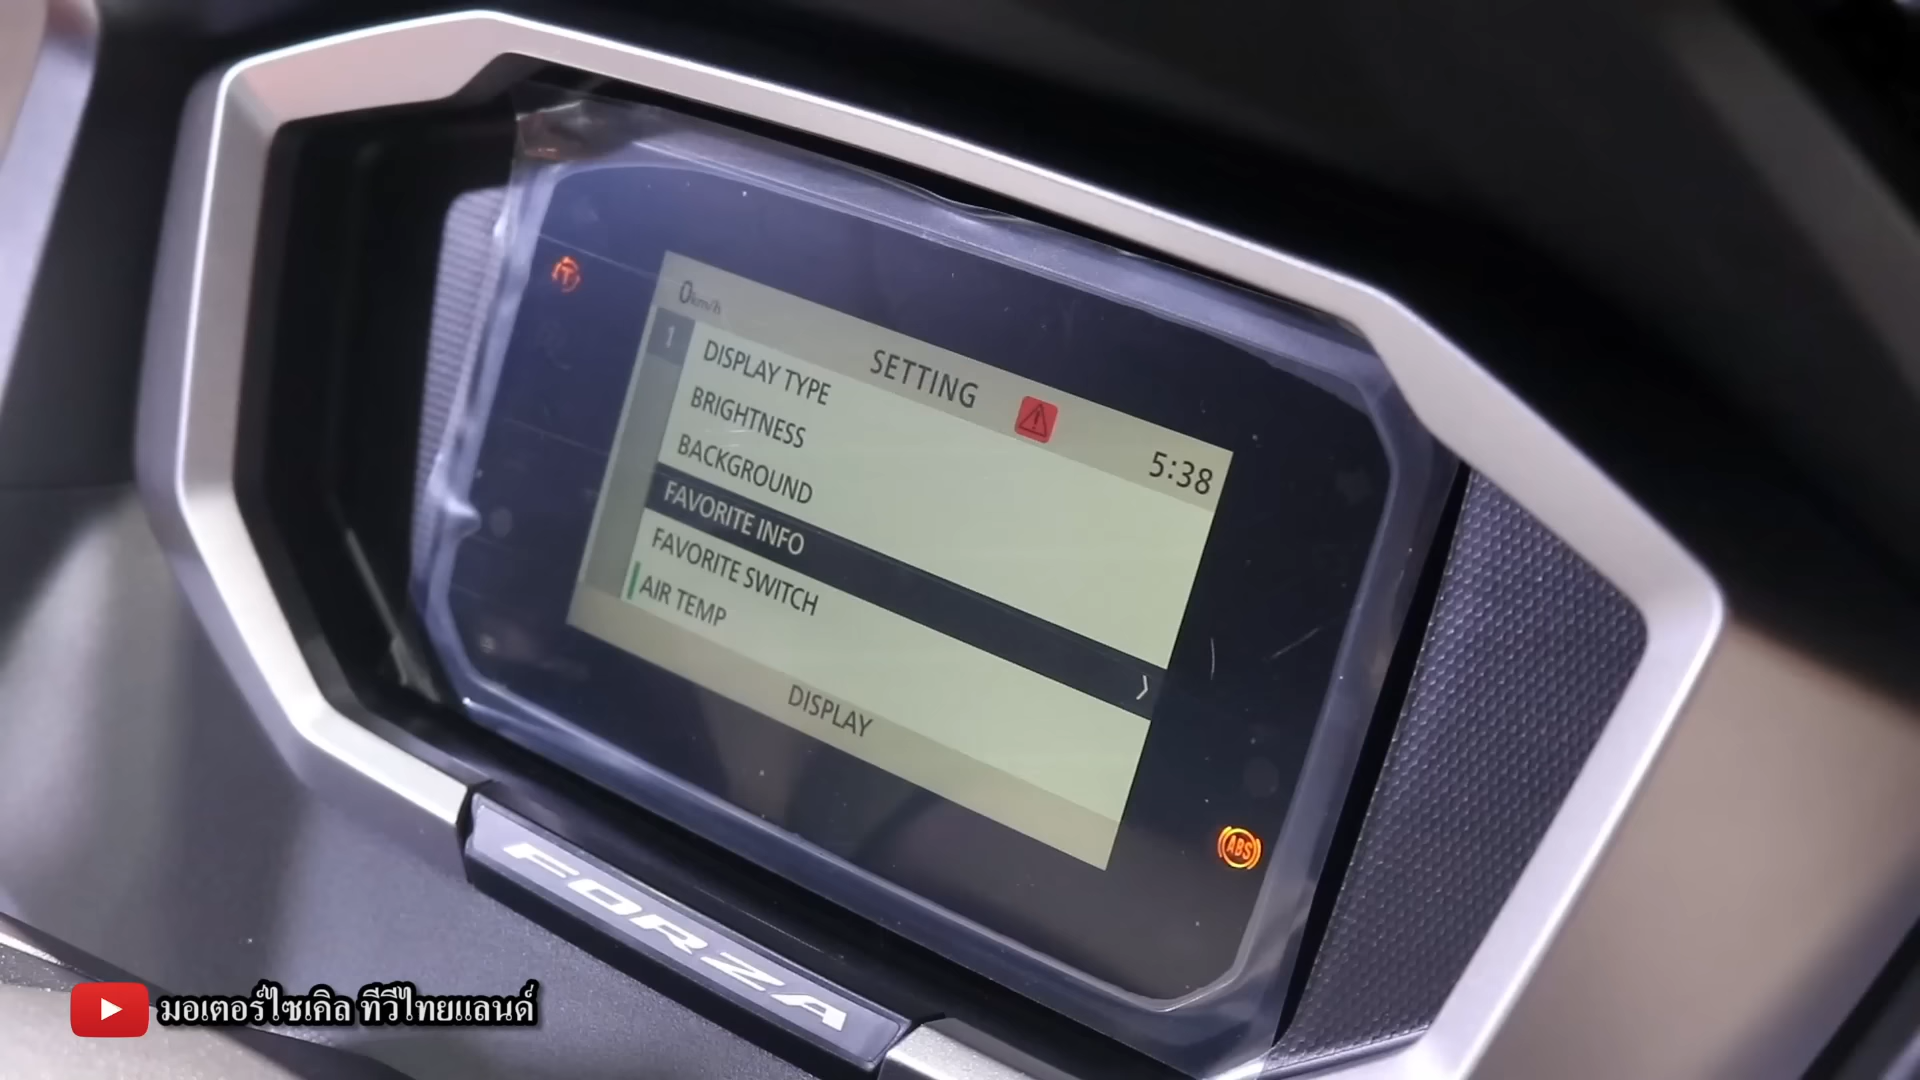 0km/h
SETTING
5:38
1
DISPLAY TYPE
BRIGHTNESS
BACKGROUND
FAVORITE INFO
FAVORITE SWITCH
AIR TEMP
DISPLAY
T
ABS
FORZA
มอเตอร์ไซเคิล ทีวีไทยแลนด์